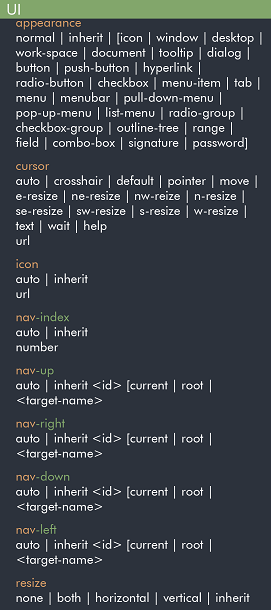 UI
appearance
normal | inherit | [icon | window | desktop |
work-space | document | tooltip | dialog |
button | push-button | hyperlink |
radio-button | checkbox | menu-item | tab |
menu | menubar | pull-down-menu |
pop-up-menu | list-menu | radio-group |
checkbox-group | outline-tree | range |
field | combo-box | signature | password]
cursor
auto | crosshair | default | pointer | move |
e-resize | ne-resize | nw-reize | n-resize |
se-resize | sw-resize | s-resize | w-resize |
text | wait | help
url
icon
auto | inherit
url
nav-index
auto | inherit
number
nav-up
auto | inherit <id> [current | root |
<target-name>
nav-right
auto | inherit <id> [current | root |
<target-name>
nav-down
auto | inherit <id> [current | root |
<target-name>
nav-left
auto | inherit <id> [current | root |
<target-name>
resize
none | both | horizontal | vertical | inherit